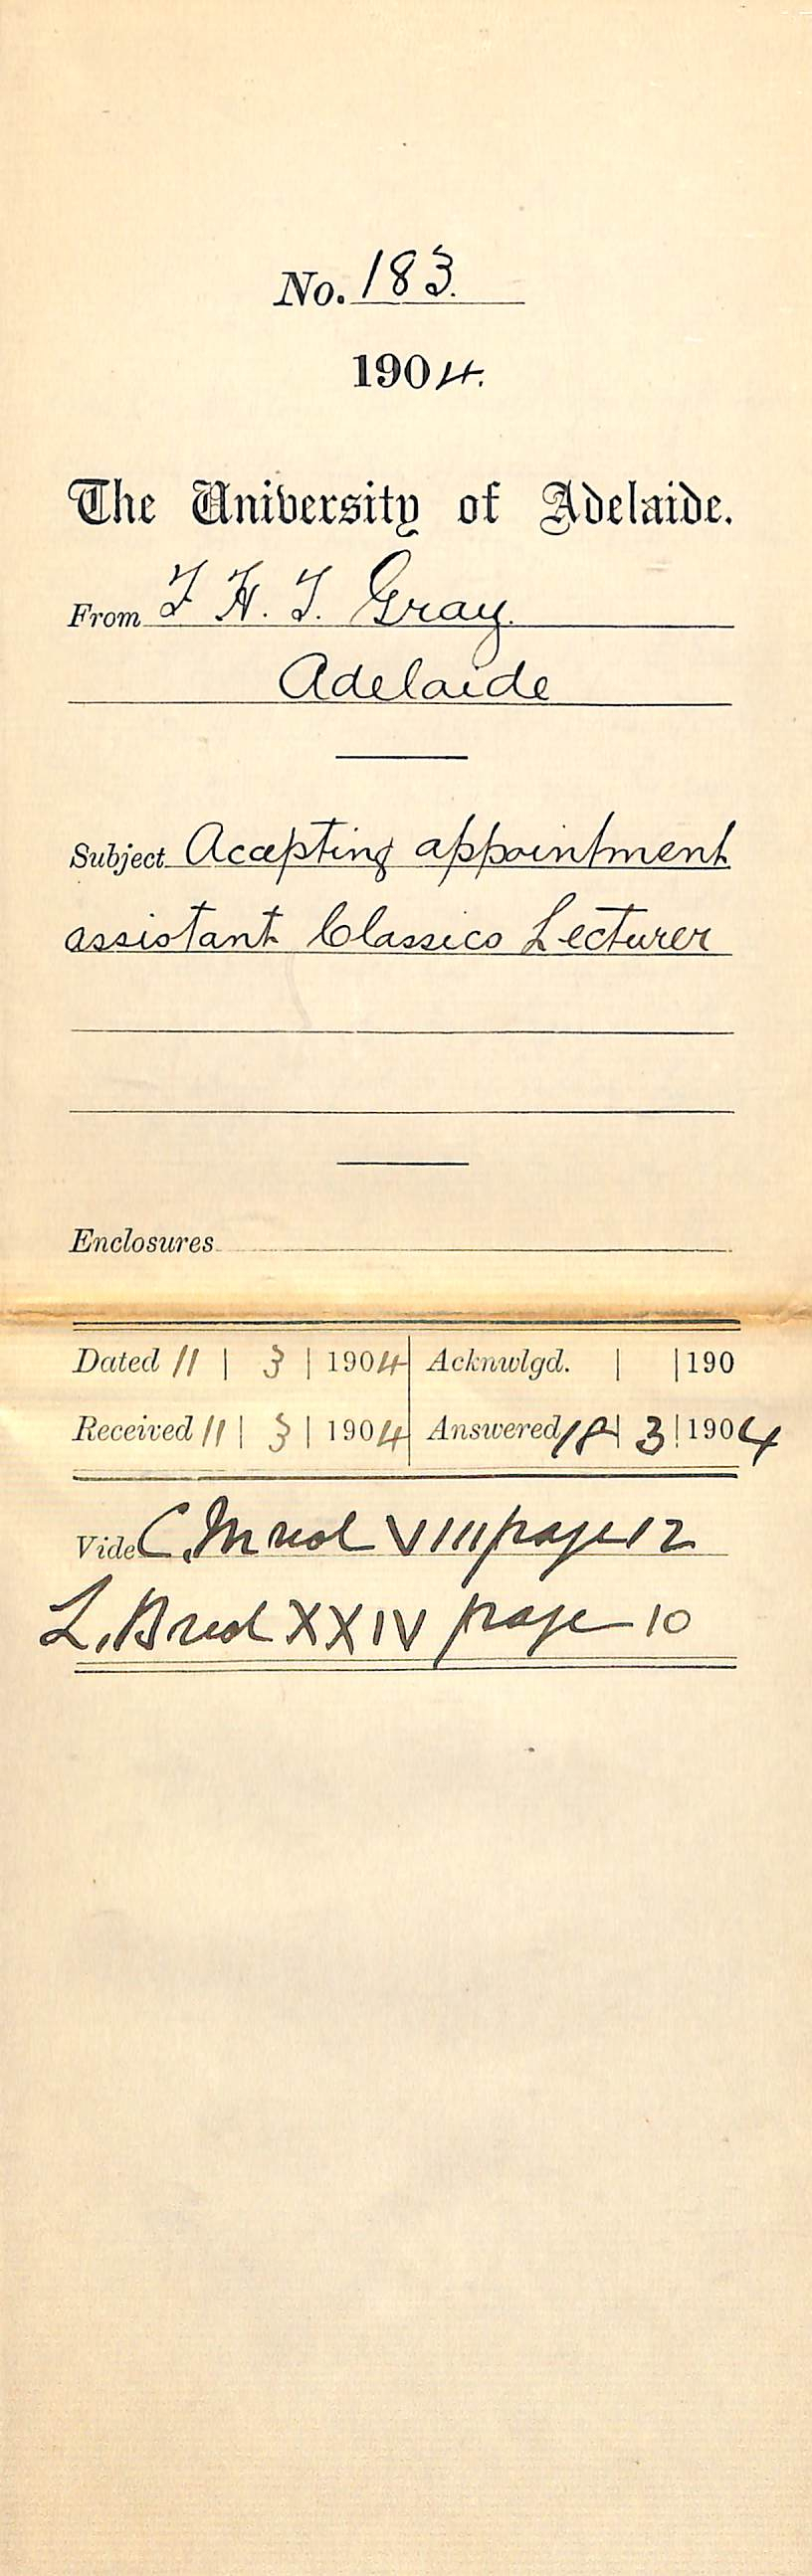 No. 183.
1904.
The University of Adelaide.
From F H. T. Gray.
Adelaide
Subject Accepting appointment
assistant Classics Lecturer
Enclosures
Dated 11 | 3 | 1904 Acknwlgd. | | 190
Received 11 | 3 | 1904 Answered 18 | 3 | 1904
Vide C.M vol VIII page 12
L.B vol XXIV page 10